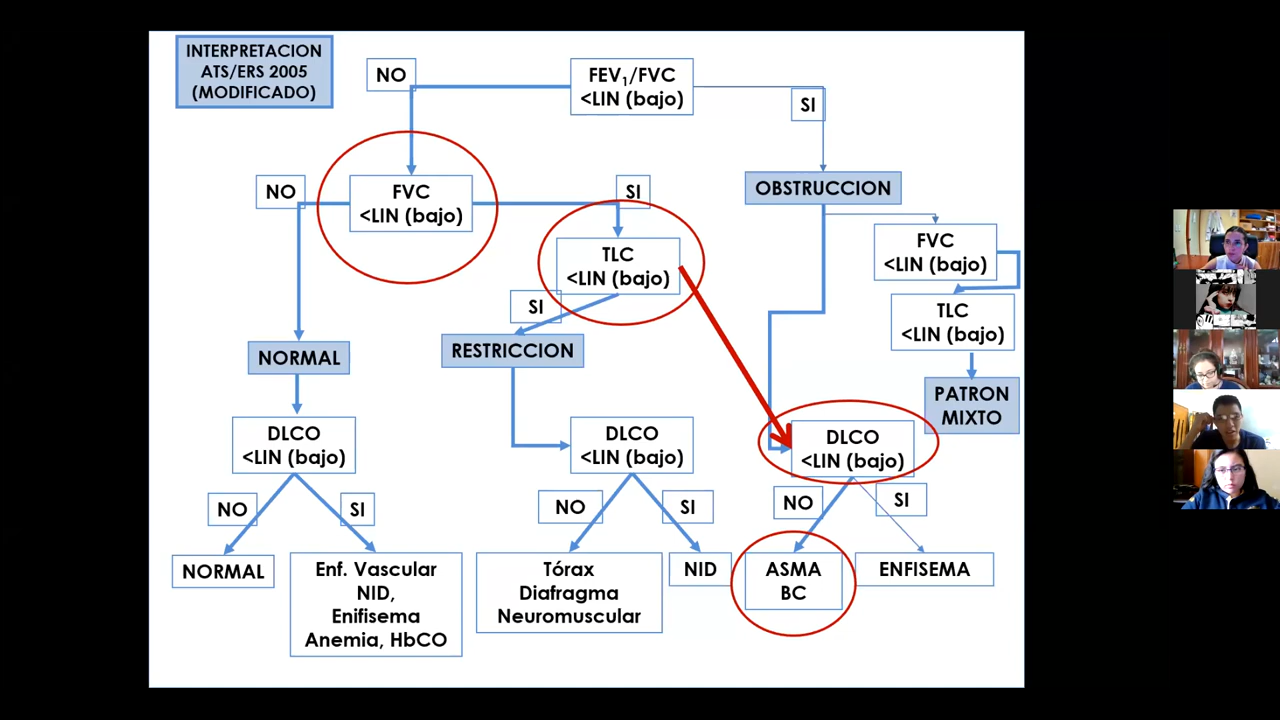 INTERPRETACION
ATS/ERS 2005
(MODIFICADO)
NO
FEV1/FVC
<LIN (bajo)
SI
NO
FVC
<LIN (bajo)
SI
OBSTRUCCION
TLC
<LIN (bajo)
FVC
<LIN (bajo)
SI
TLC
<LIN (bajo)
NORMAL
RESTRICCION
PATRON
MIXTO
DLCO
<LIN (bajo)
DLCO
<LIN (bajo)
DLCO
<LIN (bajo)
NO
SI
NO
SI
NO
SI
NORMAL
Enf. Vascular
NID,
Enifisema
Anemia, HbCO
Tórax
Diafragma
Neuromuscular
NID
ASMA
BC
ENFISEMA